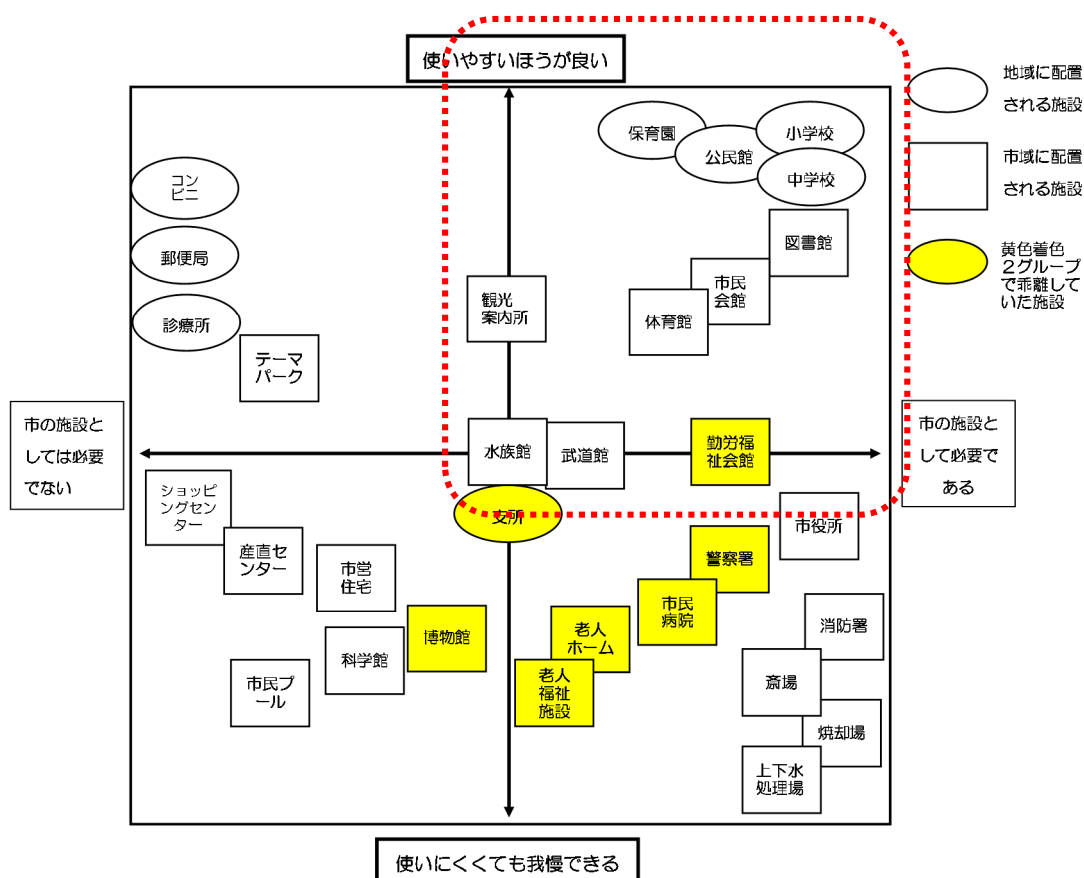 使いやすいほうが良い
地域に配置
される施設
市域に配置
される施設
黄色着色
２グループ
で乖離して
いた施設
保育園
公民館
小学校
中学校
コン
ビニ
郵便局
診療所
テーマ
パーク
観光
案内所
図書館
市民
会館
体育館
市の施設と
しては必要
でない
水族館
武道館
勤労福
祉会館
市の施設と
して必要で
ある
支所
ショッピ
ングセン
ター
産直セ
ンター
市営
住宅
博物館
科学館
市民プ
ール
市役所
警察署
市民
病院
老人
ホーム
老人
福祉
施設
消防署
斎場
焼却場
上下水
処理場
使いにくくても我慢できる